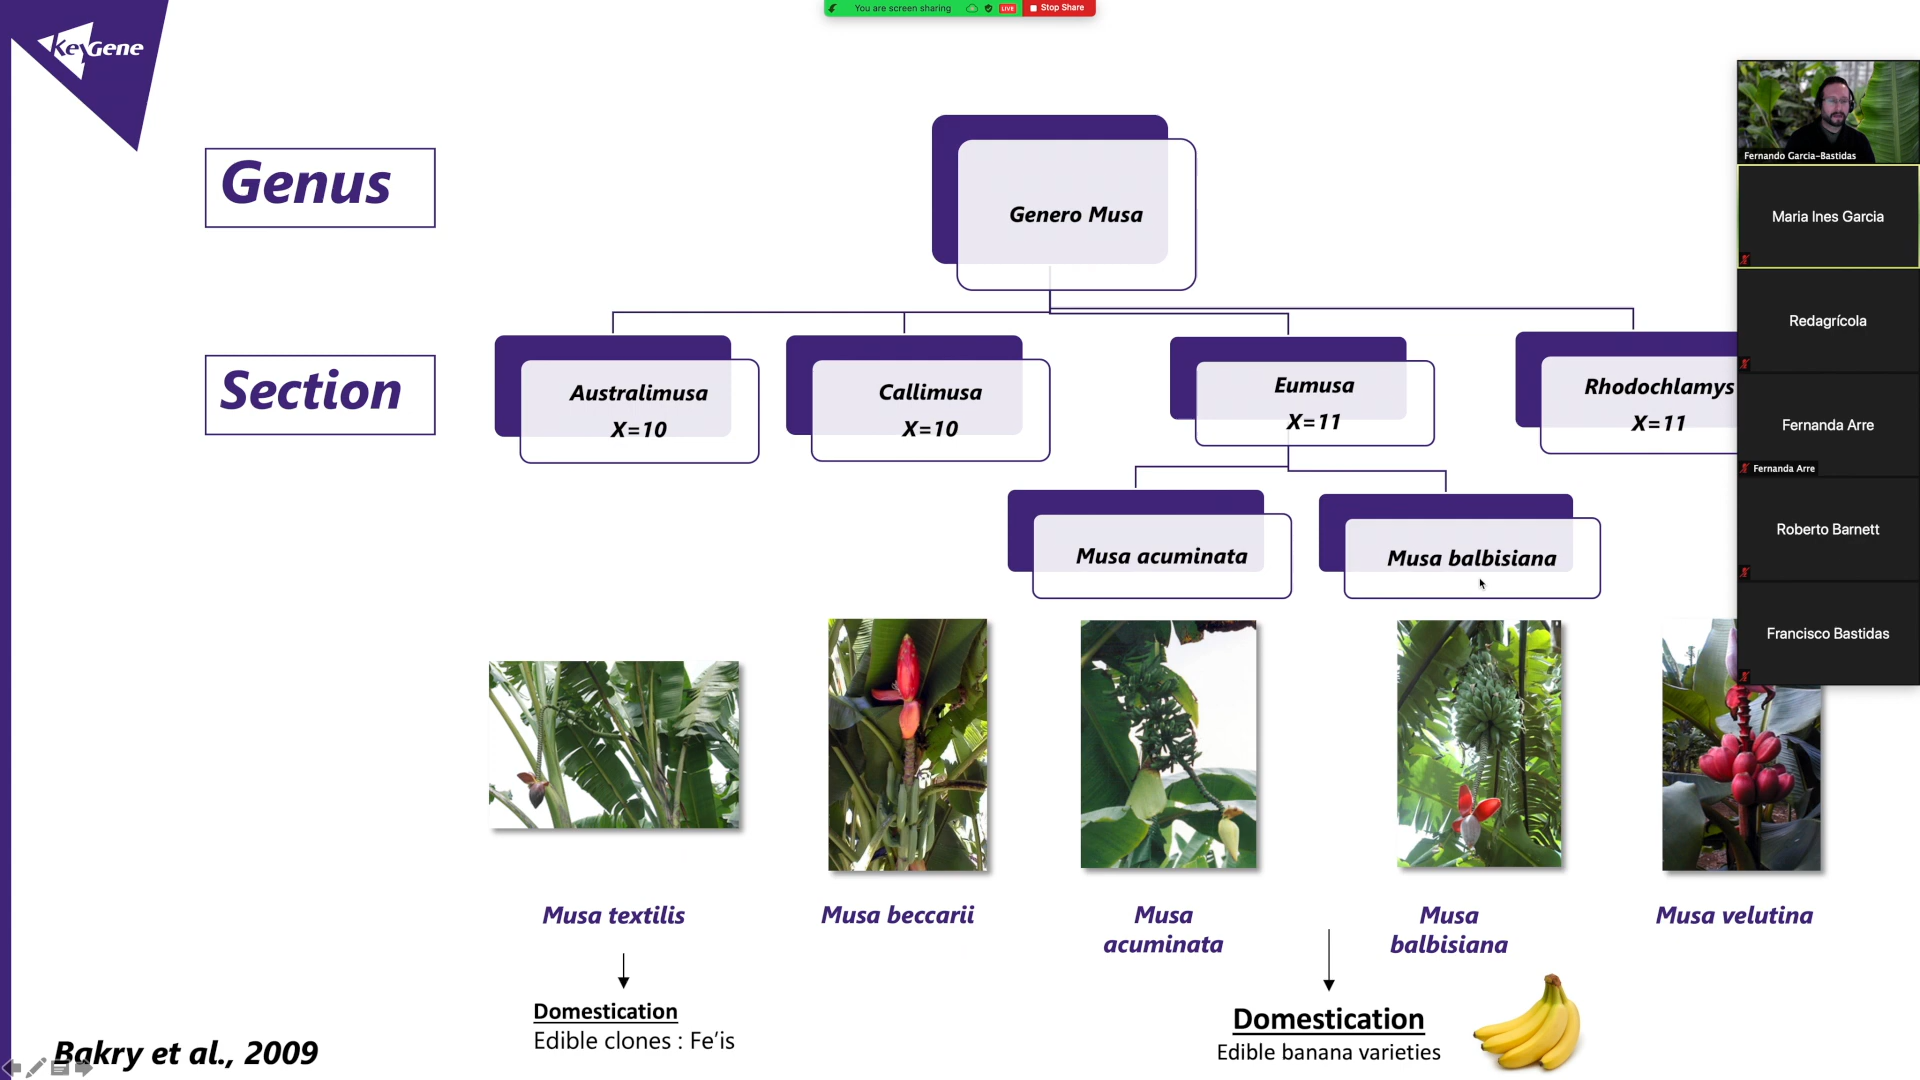 You are screen sharing
LIVE
Stop Share
KeyGene
Genus
Genero Musa
Section
Australimusa
X=10
Callimusa
X=10
Eumusa
X=11
Rhodochlamys
X=11
Musa acuminata
Musa balbisiana
Musa textilis
Musa beccarii
Musa
acuminata
Musa
balbisiana
Musa velutina
Domestication
Edible clones : Fe’is
Domestication
Edible banana varieties
Bakry et al., 2009
Fernando Garcia-Bastidas
Maria Ines Garcia
Redagrícola
Fernanda Arre
Fernanda Arre
Roberto Barnett
Francisco Bastidas